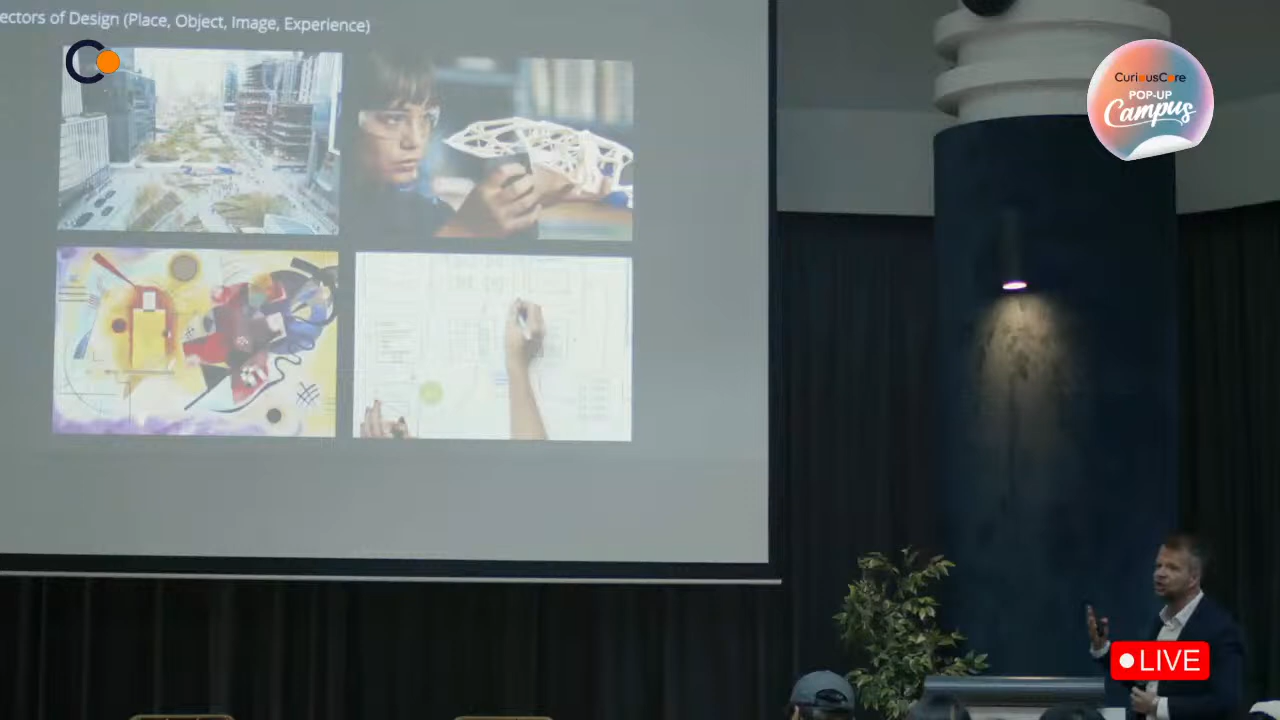 ectors of Design (Place, Object, Image, Experience)
CuriousCore
POP-UP
Campus
LIVE